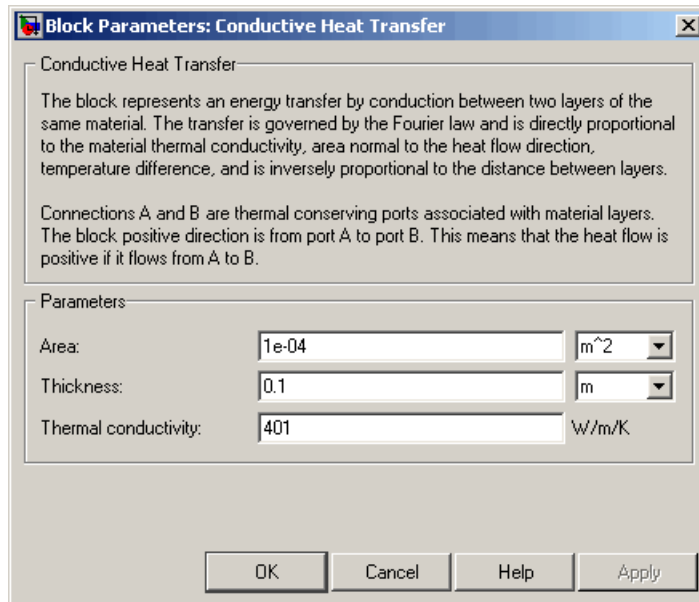 Block Parameters: Conductive Heat Transfer
Conductive Heat Transfer
The block represents an energy transfer by conduction between two layers of the
same material. The transfer is governed by the Fourier law and is directly proportional
to the material thermal conductivity, area normal to the heat flow direction,
temperature difference, and is inversely proportional to the distance between layers.
Connections A and B are thermal conserving ports associated with material layers.
The block positive direction is from port A to port B. This means that the heat flow is
positive if it flows from A to B.
Parameters
Area: 1e-04 m^2
Thickness: 0.1 m
Thermal conductivity: 401 W/m/K
OK Cancel Help Apply